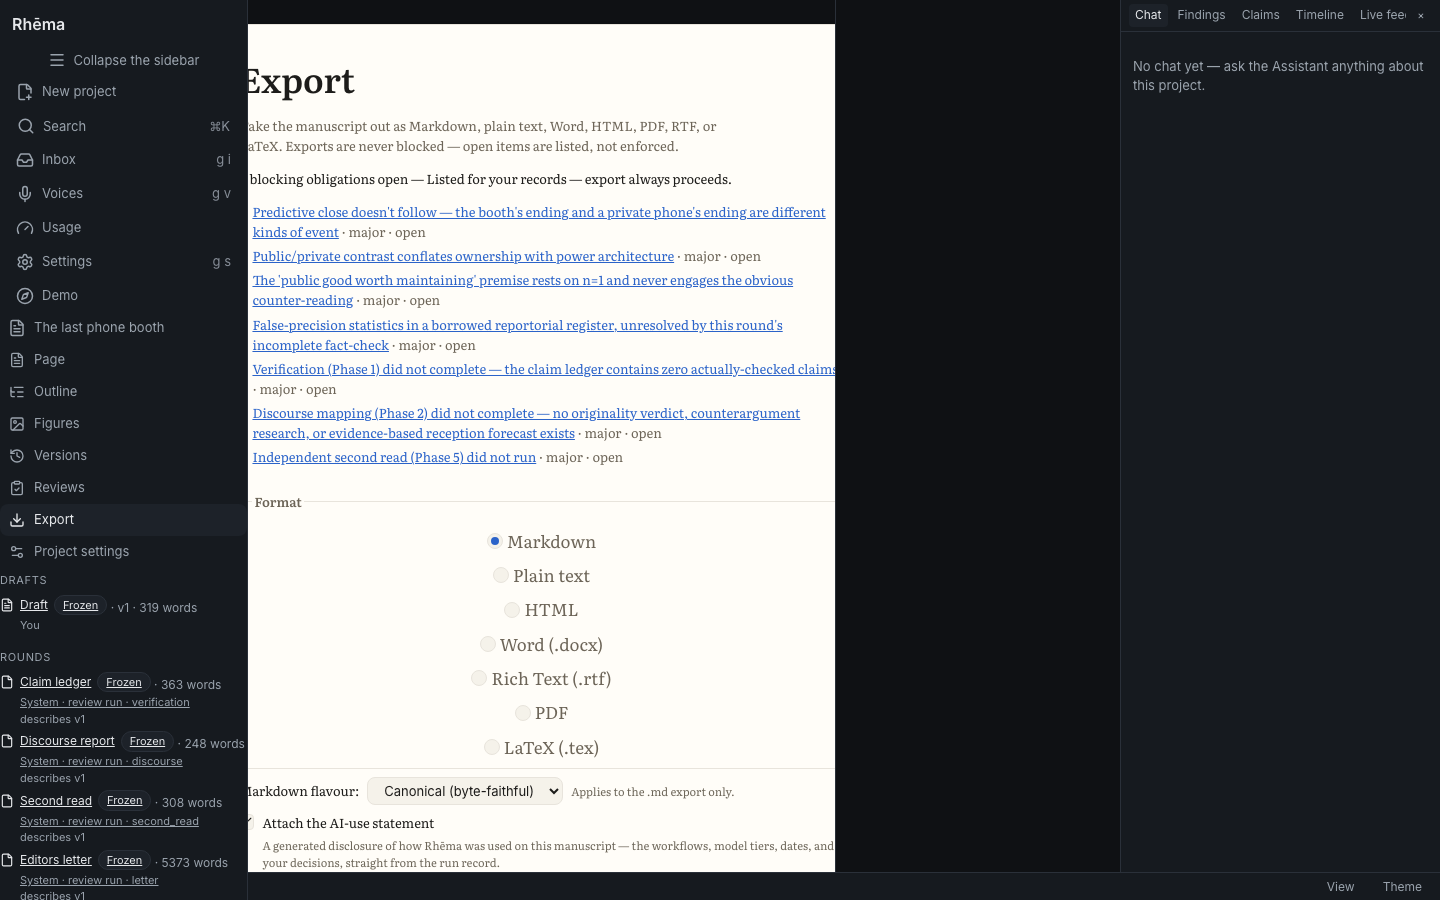 Rhēma
Collapse the sidebar
New project
Search ⌘K
Inbox g i
Voices g v
Usage
Settings g s
Demo
The last phone booth
Page
Outline
Figures
Versions
Reviews
Export
Project settings
DRAFTS
Draft Frozen · v1 · 319 words
You
ROUNDS
Claim ledger Frozen · 363 words
System · review run · verification
describes v1
Discourse report Frozen · 248 words
System · review run · discourse
describes v1
Second read Frozen · 308 words
System · review run · second_read
describes v1
Editors letter Frozen · 5373 words
System · review run · letter
describes v1
Export
ake the manuscript out as Markdown, plain text, Word, HTML, PDF, RTF, or
aTeX. Exports are never blocked — open items are listed, not enforced.
blocking obligations open — Listed for your records — export always proceeds.
Predictive close doesn't follow — the booth's ending and a private phone's ending are different
kinds of event · major · open
Public/private contrast conflates ownership with power architecture · major · open
The 'public good worth maintaining' premise rests on n=1 and never engages the obvious
counter-reading · major · open
False-precision statistics in a borrowed reportorial register, unresolved by this round's
incomplete fact-check · major · open
Verification (Phase 1) did not complete — the claim ledger contains zero actually-checked claims
· major · open
Discourse mapping (Phase 2) did not complete — no originality verdict, counterargument
research, or evidence-based reception forecast exists · major · open
Independent second read (Phase 5) did not run · major · open
Format
Markdown
Plain text
HTML
Word (.docx)
Rich Text (.rtf)
PDF
LaTeX (.tex)
Markdown flavour: Canonical (byte-faithful) Applies to the .md export only.
Attach the AI-use statement
A generated disclosure of how Rhēma was used on this manuscript — the workflows, model tiers, dates, and
your decisions, straight from the run record.
Chat Findings Claims Timeline Live fee ×
No chat yet — ask the Assistant anything about
this project.
View Theme